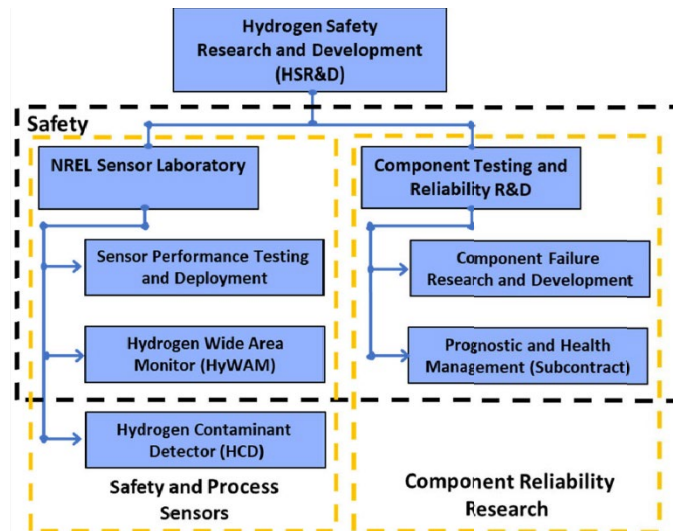 Hydrogen Safety
Research and Development
(HSR&D)
Safety
NREL Sensor Laboratory
Component Testing and
Reliability R&D
Sensor Performance Testing
and Deployment
Component Failure
Research and Development
Hydrogen Wide Area
Monitor (HyWAM)
Prognostic and Health
Management (Subcontract)
Hydrogen Contaminant
Detector (HCD)
Safety and Process
Sensors
Component Reliability
Research